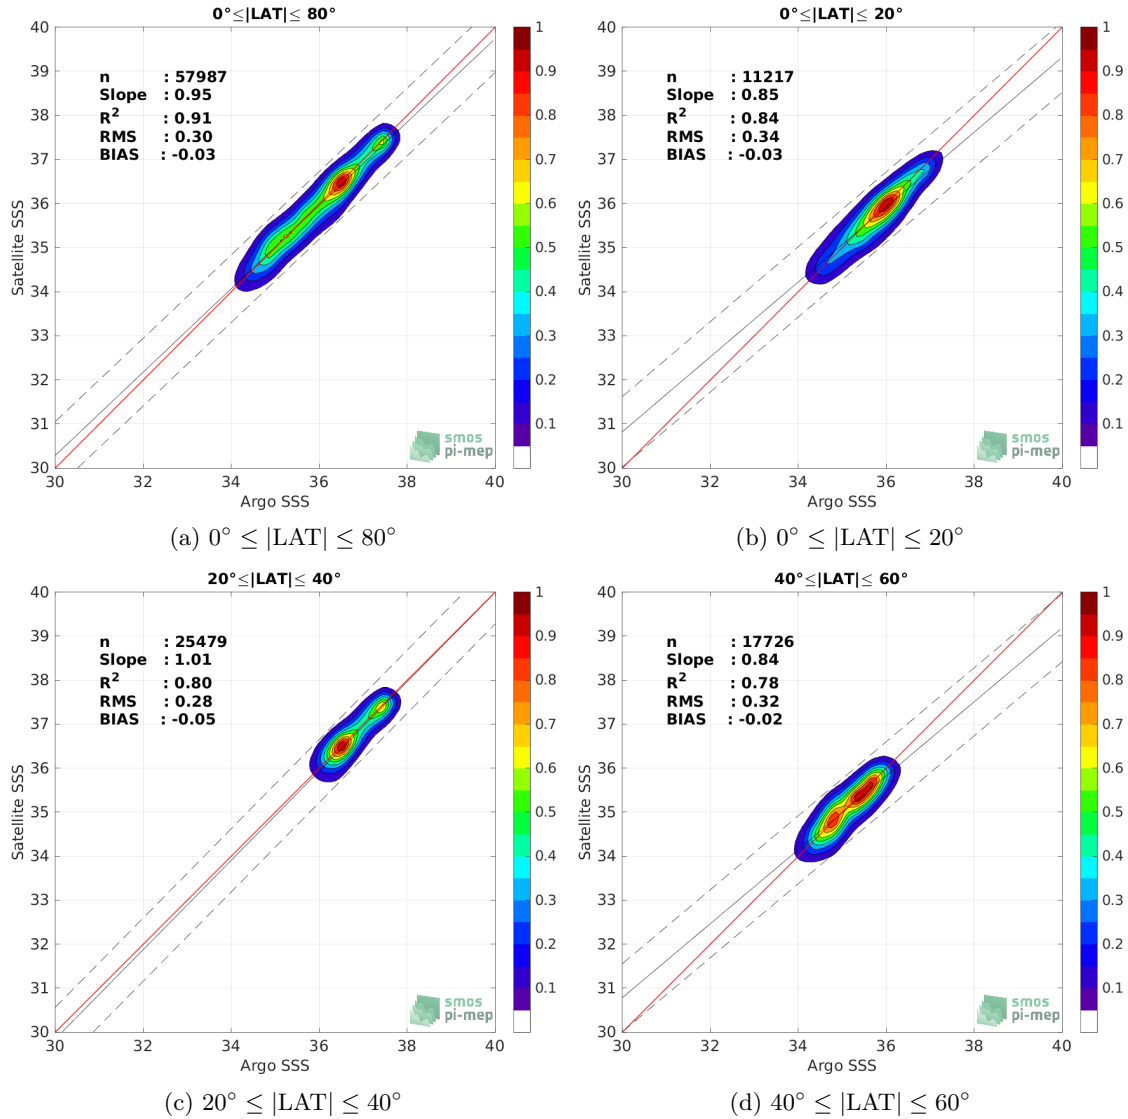 0°≤|LAT|≤ 80°
n : 57987
Slope : 0.95
R² : 0.91
RMS : 0.30
BIAS : -0.03
40
39
38
37
36
35
34
33
32
31
30
Satellite SSS
30 32 34 36 38 40
Argo SSS
1
0.9
0.8
0.7
0.6
0.5
0.4
0.3
0.2
0.1
smos
pi-mep
(a) 0° ≤ |LAT| ≤ 80°
0°≤|LAT|≤ 20°
n : 11217
Slope : 0.85
R² : 0.84
RMS : 0.34
BIAS : -0.03
40
39
38
37
36
35
34
33
32
31
30
Satellite SSS
30 32 34 36 38 40
Argo SSS
1
0.9
0.8
0.7
0.6
0.5
0.4
0.3
0.2
0.1
smos
pi-mep
(b) 0° ≤ |LAT| ≤ 20°
20°≤|LAT|≤ 40°
n : 25479
Slope : 1.01
R² : 0.80
RMS : 0.28
BIAS : -0.05
40
39
38
37
36
35
34
33
32
31
30
Satellite SSS
30 32 34 36 38 40
Argo SSS
1
0.9
0.8
0.7
0.6
0.5
0.4
0.3
0.2
0.1
smos
pi-mep
(c) 20° ≤ |LAT| ≤ 40°
40°≤|LAT|≤ 60°
n : 17726
Slope : 0.84
R² : 0.78
RMS : 0.32
BIAS : -0.02
40
39
38
37
36
35
34
33
32
31
30
Satellite SSS
30 32 34 36 38 40
Argo SSS
1
0.9
0.8
0.7
0.6
0.5
0.4
0.3
0.2
0.1
smos
pi-mep
(d) 40° ≤ |LAT| ≤ 60°